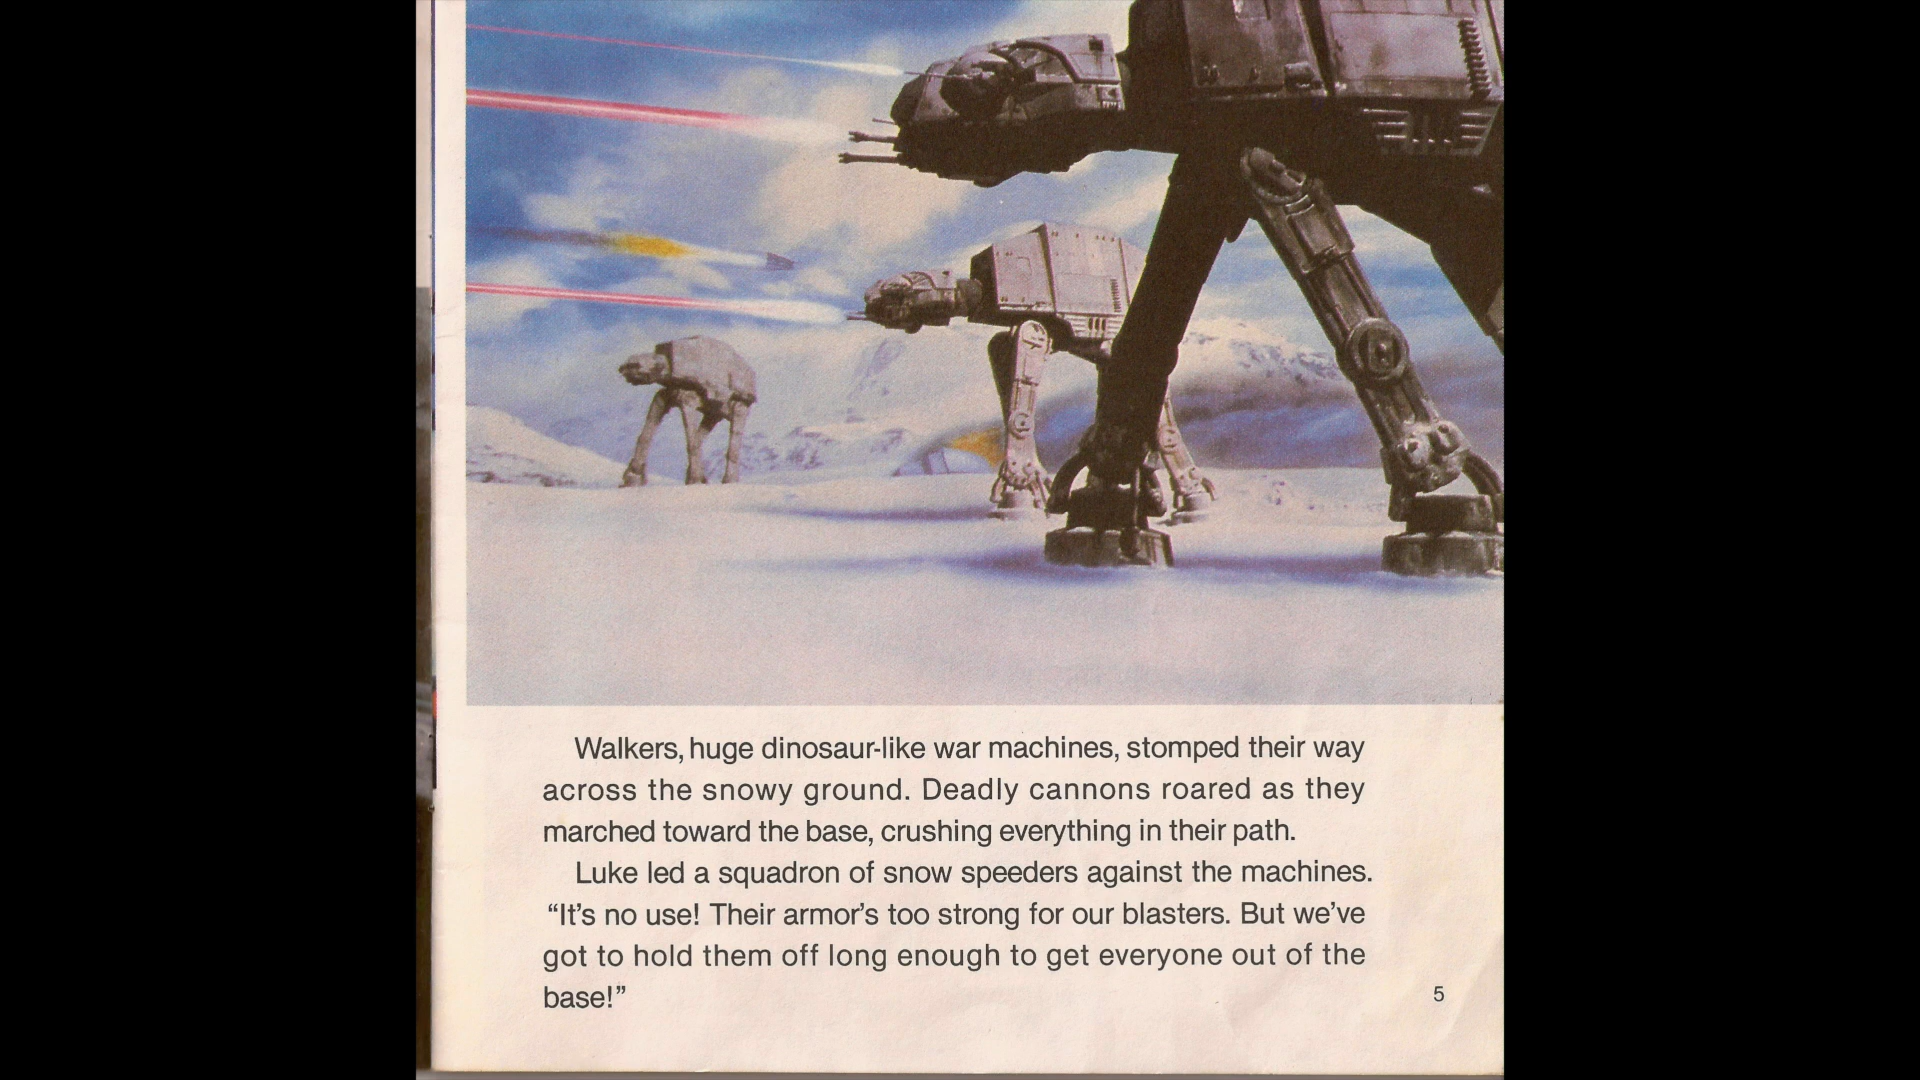 Walkers, huge dinosaur-like war machines, stomped their way
across the snowy ground. Deadly cannons roared as they
marched toward the base, crushing everything in their path.
Luke led a squadron of snow speeders against the machines.
“It’s no use! Their armor’s too strong for our blasters. But we’ve
got to hold them off long enough to get everyone out of the
base!”
5